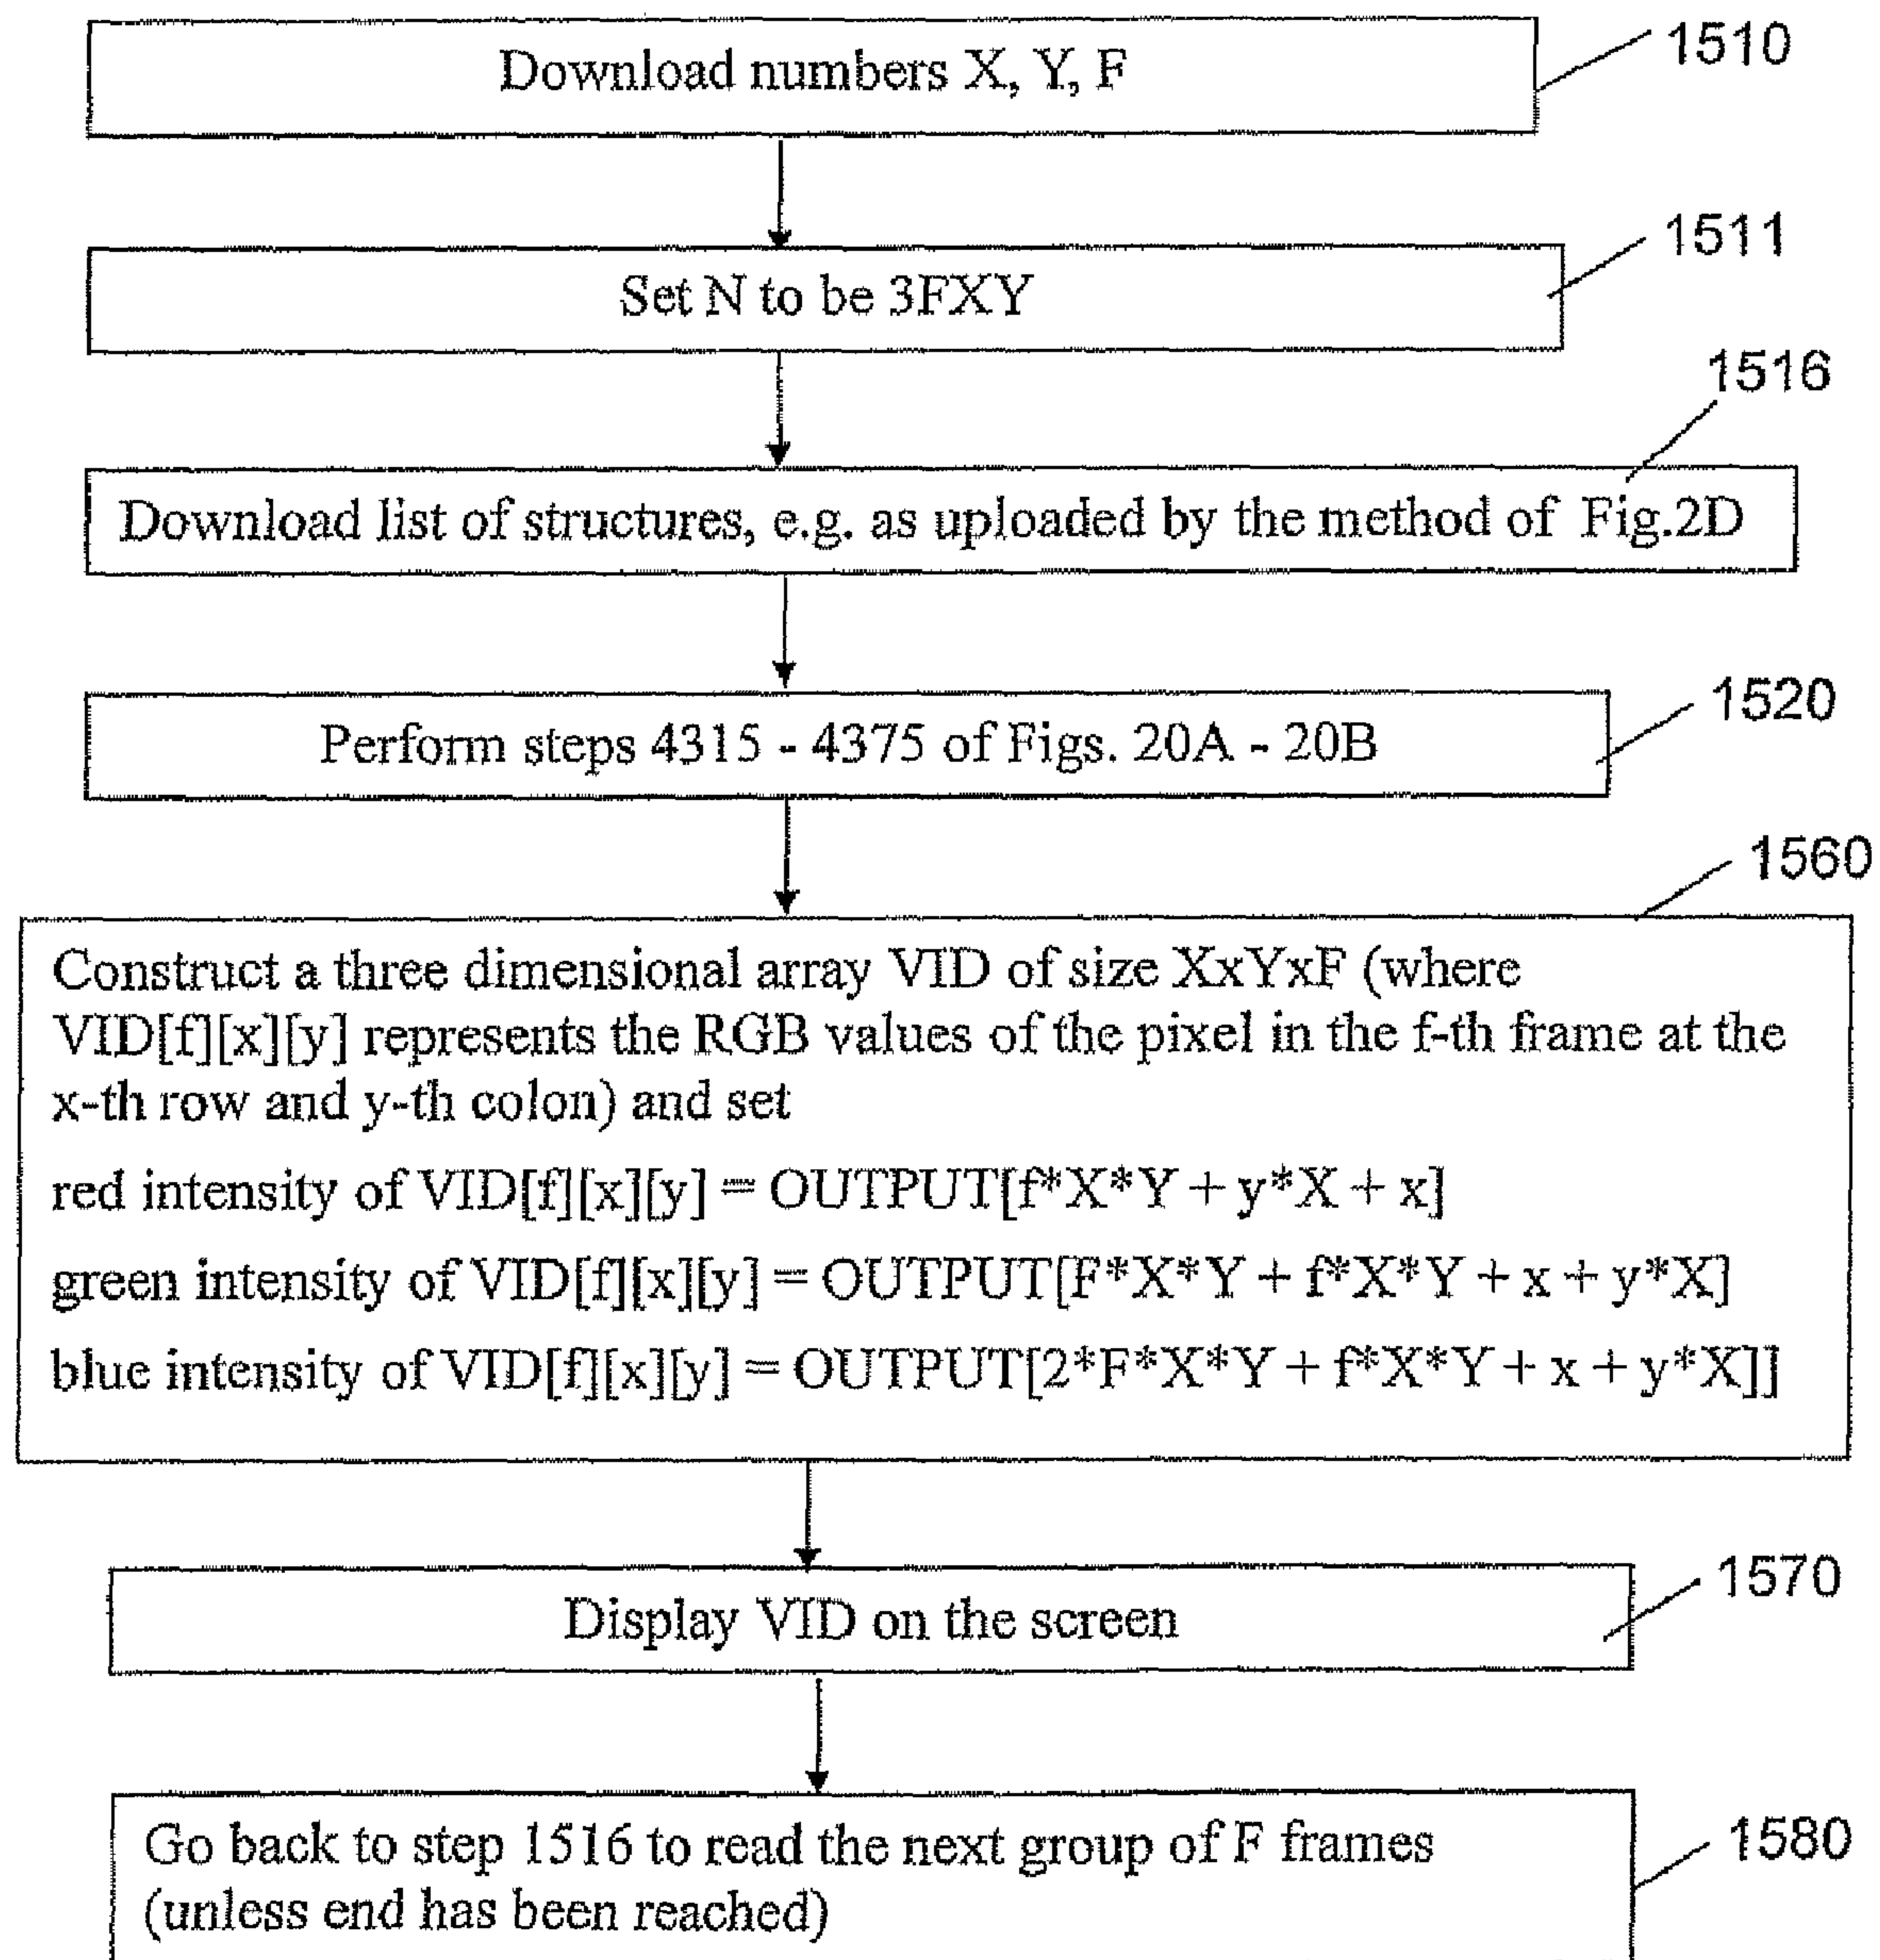 Download numbers X, Y, F
1510
Set N to be 3FXY
1511
1516
Download list of structures, e.g. as uploaded by the method of Fig.2D
Perform steps 4315 - 4375 of Figs. 20A - 20B
1520
1560
Construct a three dimensional array VID of size XxYxF (where
VID[f][x][y] represents the RGB values of the pixel in the f-th frame at the
x-th row and y-th colon) and set
red intensity of VID[f][x][y] = OUTPUT[f*X*Y + y*X + x]
green intensity of VID[f][x][y] = OUTPUT[F*X*Y + f*X*Y + x + y*X]
blue intensity of VID[f][x][y] = OUTPUT[2*F*X*Y + f*X*Y + x + y*X]]
Display VID on the screen
1570
Go back to step 1516 to read the next group of F frames
(unless end has been reached)
1580